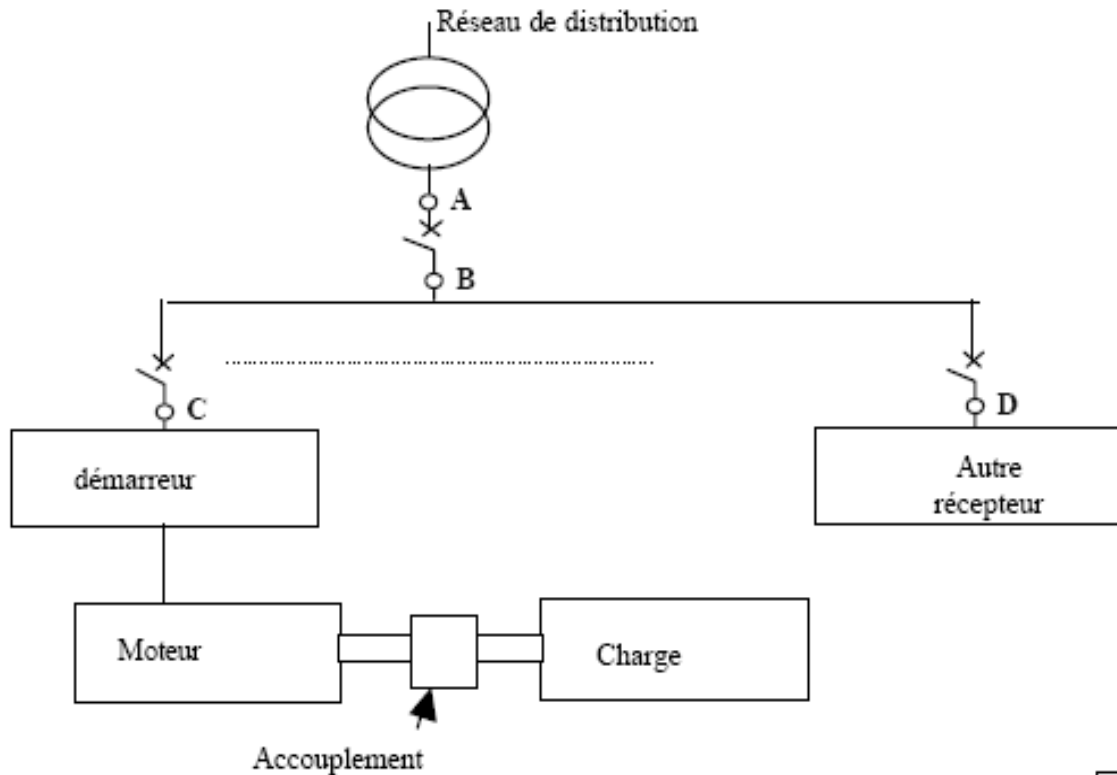 Réseau de distribution
A
B
C
D
démarreur
Autre
récepteur
Moteur
Charge
Accouplement